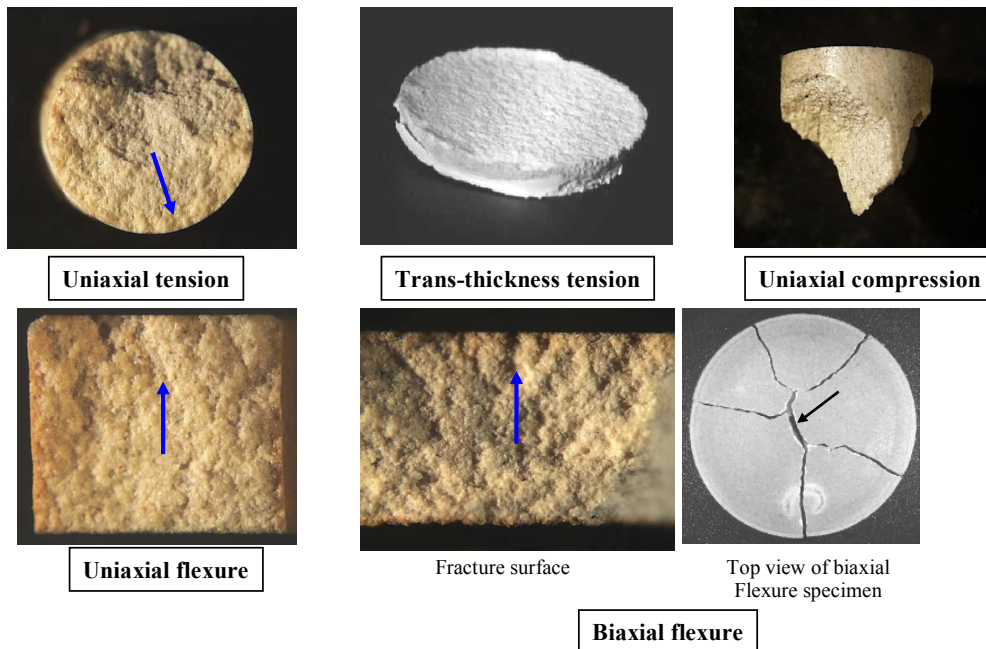 Uniaxial tension
Trans-thickness tension
Uniaxial compression
Uniaxial flexure
Fracture surface
Top view of biaxial
Flexure specimen
Biaxial flexure